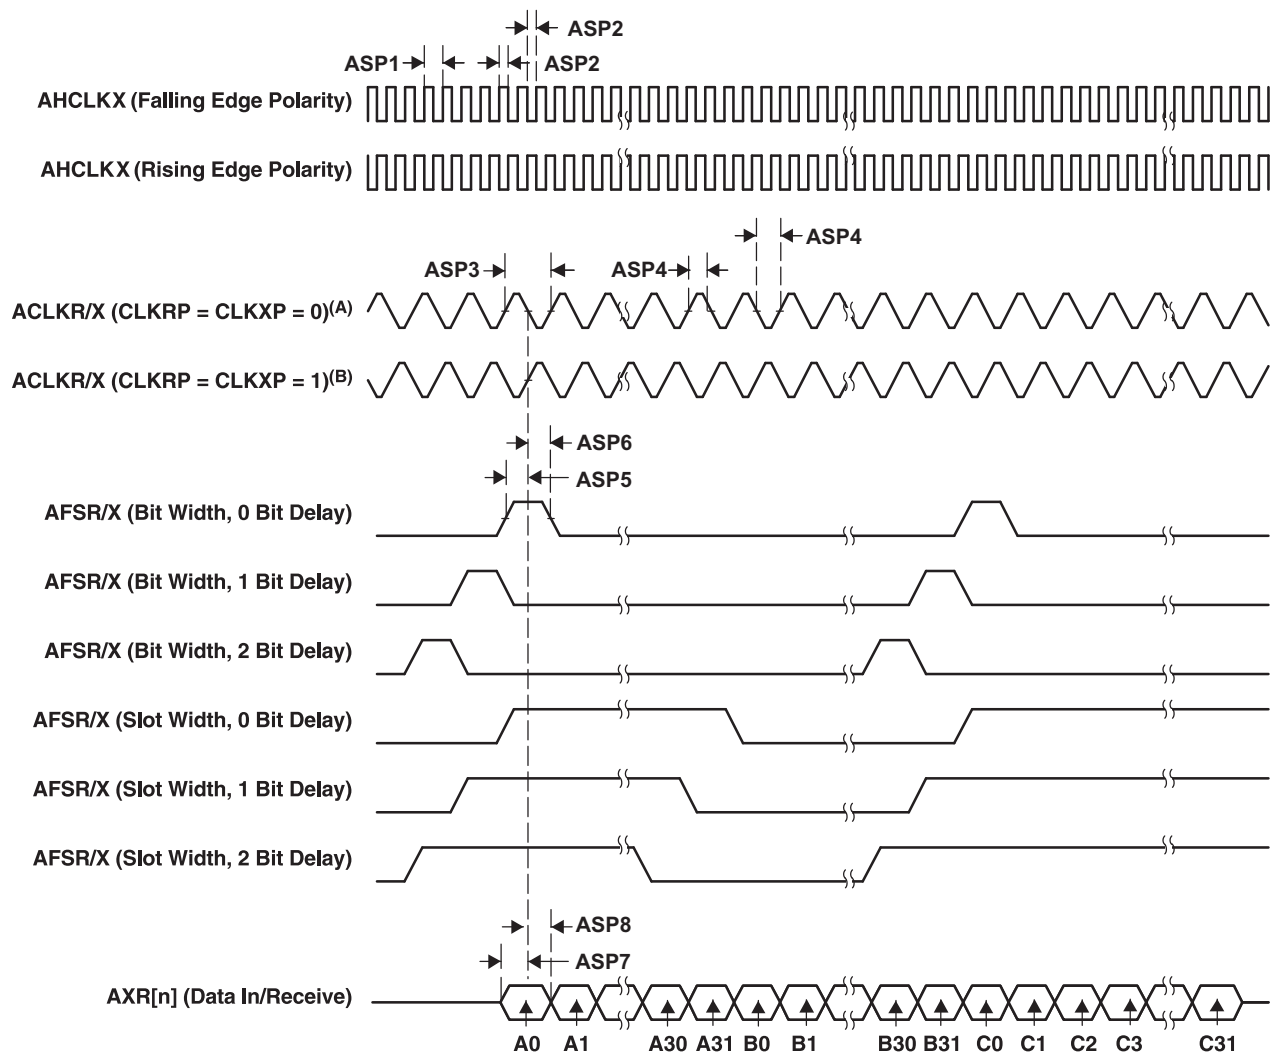 ASP2
ASP1 ASP2
AHCLKX (Falling Edge Polarity)
AHCLKX (Rising Edge Polarity)
ASP4
ASP3 ASP4
ACLKR/X (CLKRP = CLKXP = 0)(A)
ACLKR/X (CLKRP = CLKXP = 1)(B)
ASP6
ASP5
AFSR/X (Bit Width, 0 Bit Delay)
AFSR/X (Bit Width, 1 Bit Delay)
AFSR/X (Bit Width, 2 Bit Delay)
AFSR/X (Slot Width, 0 Bit Delay)
AFSR/X (Slot Width, 1 Bit Delay)
AFSR/X (Slot Width, 2 Bit Delay)
ASP8
ASP7
AXR[n] (Data In/Receive)
A0 A1 A30 A31 B0 B1 B30 B31 C0 C1 C2 C3 C31